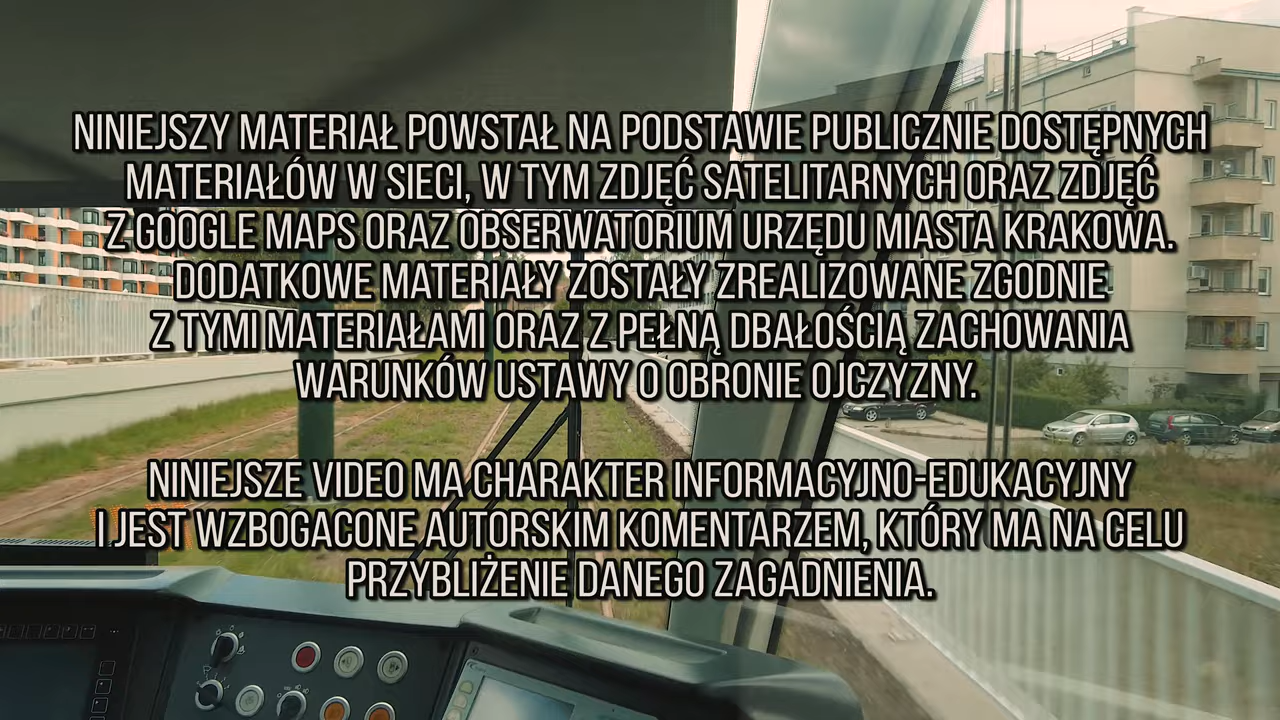 NINIEJSZY MATERIAŁ POWSTAŁ NA PODSTAWIE PUBLICZNIE DOSTĘPNYCH
MATERIAŁÓW W SIECI, W TYM ZDJĘĆ SATELITARNYCH ORAZ ZDJĘĆ
Z GOOGLE MAPS ORAZ OBSERWATORIUM URZĘDU MIASTA KRAKOWA.
DODATKOWE MATERIAŁY ZOSTAŁY ZREALIZOWANE ZGODNIE
Z TYMI MATERIAŁAMI ORAZ Z PEŁNĄ DBAŁOŚCIĄ ZACHOWANIA
WARUNKÓW USTAWY O OBRONIE OJCZYZNY.
NINIEJSZE VIDEO MA CHARAKTER INFORMACYJNO-EDUKACYJNY
I JEST WZBOGACONE AUTORSKIM KOMENTARZEM, KTÓRY MA NA CELU
PRZYBLIŻENIE DANEGO ZAGADNIENIA.